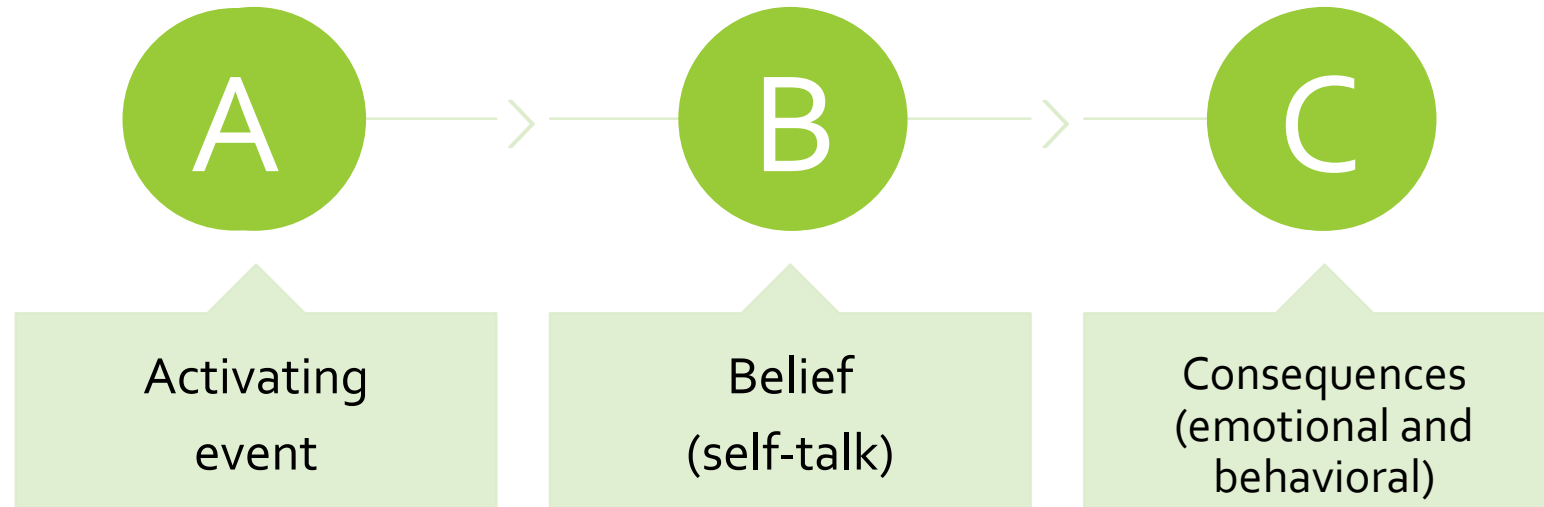 A
B
C
Activating
event
Belief
(self-talk)
Consequences
(emotional and
behavioral)